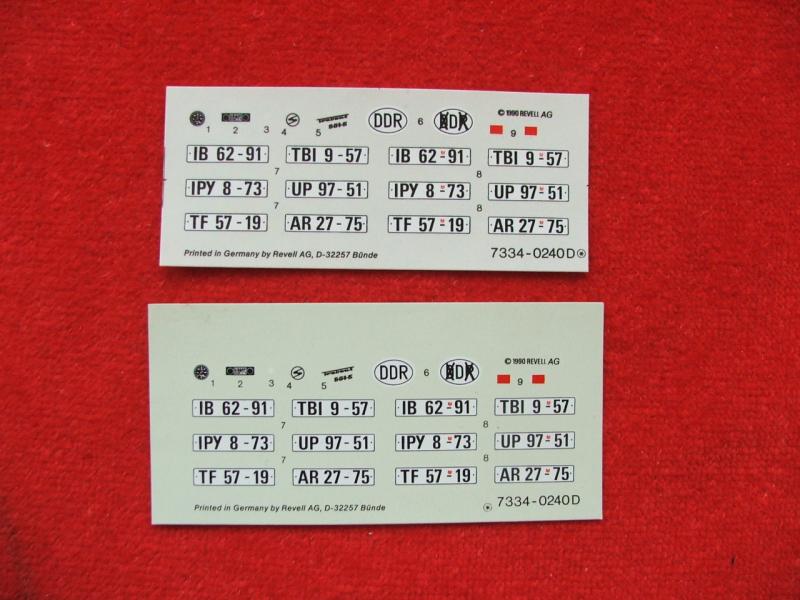 © 1990 REVELL AG
1 2 3 4 5 DDR 6 DDR 9
Trabant
601-S
IB 62-91 TBI 9-57 IB 62-91 TBI 9-57
7 8
IPY 8-73 UP 97-51 IPY 8-73 UP 97-51
7 8
TF 57-19 AR 27-75 TF 57-19 AR 27-75
Printed in Germany by Revell AG, D-32257 Bünde 7334-0240D
© 1990 REVELL AG
1 2 3 4 5 DDR 6 DDR 9
Trabant
601-S
IB 62-91 TBI 9-57 IB 62-91 TBI 9-57
7 8
IPY 8-73 UP 97-51 IPY 8-73 UP 97-51
7 8
TF 57-19 AR 27-75 TF 57-19 AR 27-75
Printed in Germany by Revell AG, D-32257 Bünde 7334-0240D